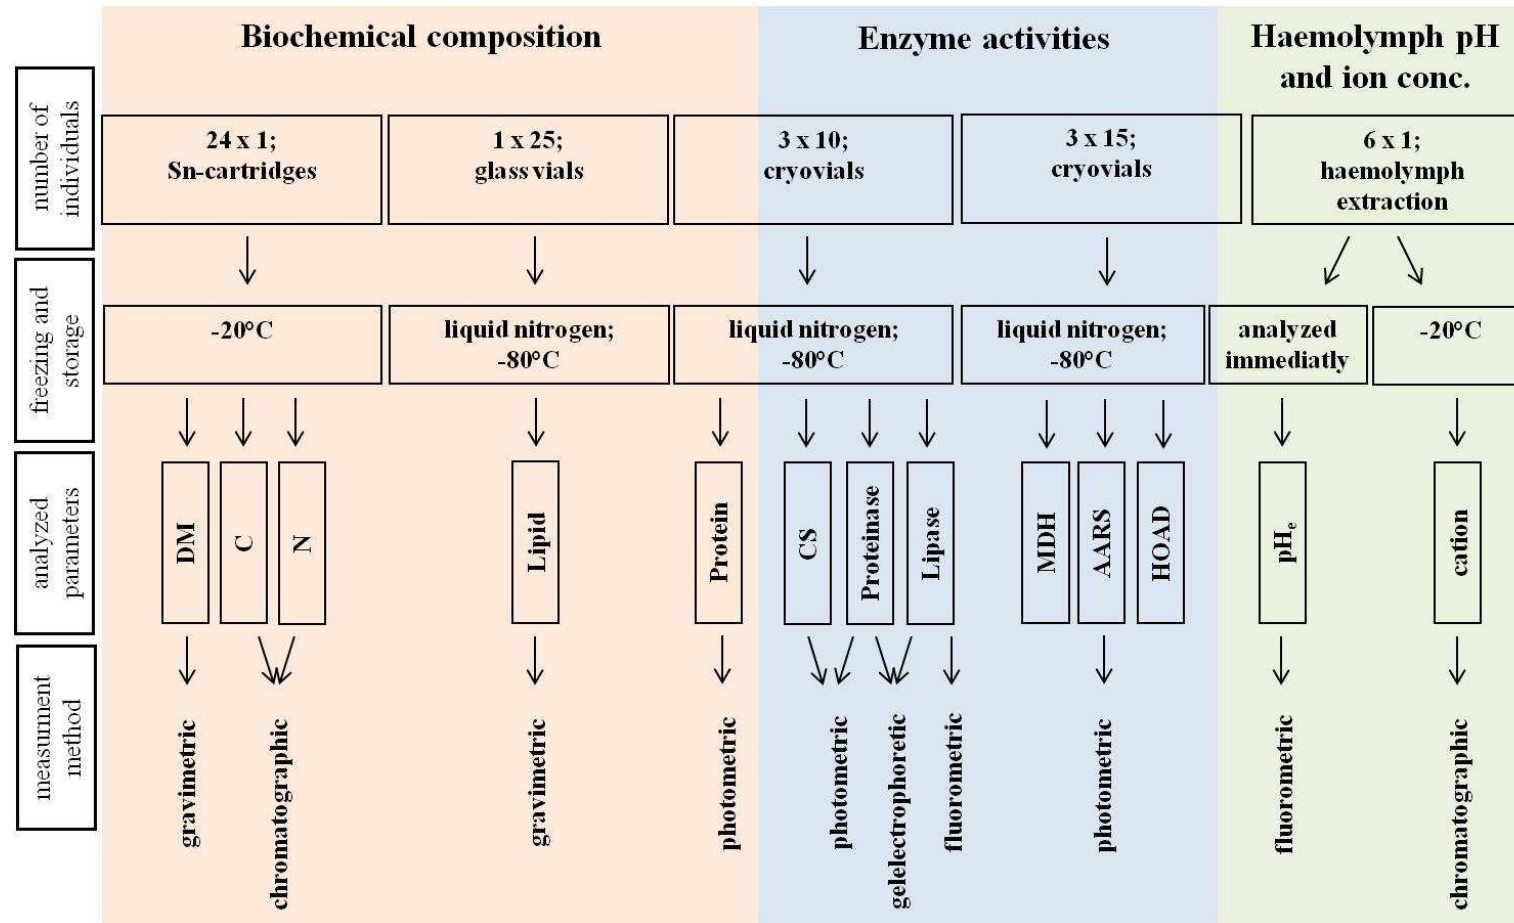 Biochemical composition
Enzyme activities
Haemolymph pH
and ion conc.
number of
individuals
24 x 1;
Sn-cartridges
1 x 25;
glass vials
3 x 10;
cryovials
3 x 15;
cryovials
6 x 1;
haemolymph
extraction
freezing and
storage
-20°C
liquid nitrogen;
-80°C
liquid nitrogen;
-80°C
liquid nitrogen;
-80°C
analyzed
immediatly
-20°C
analyzed
parameters
DM
C
N
Lipid
Protein
CS
Proteinase
Lipase
MDH
AARS
HOAD
pHe
cation
measurment
method
gravimetric
chromatographic
gravimetric
photometric
photometric
gelelectrophoretic
fluorometric
photometric
fluorometric
chromatographic